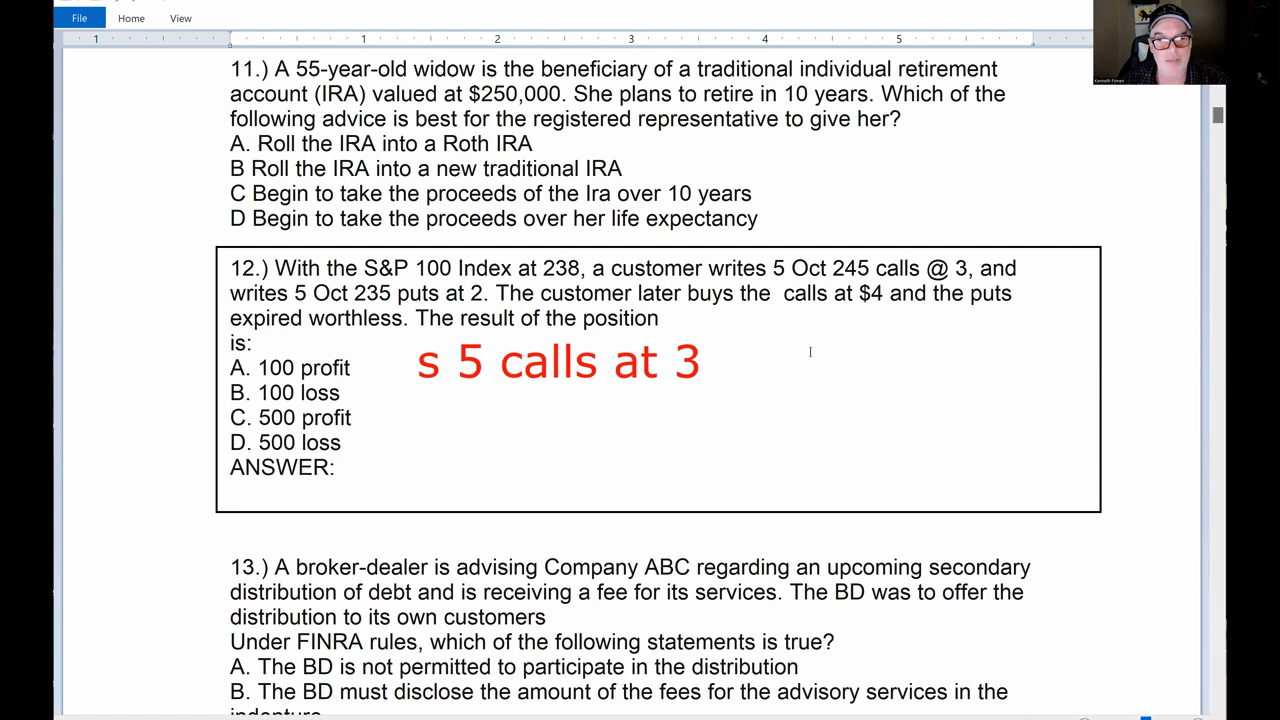 File Home View
1 1 2 3 4 5
11.) A 55-year-old widow is the beneficiary of a traditional individual retirement
account (IRA) valued at $250,000. She plans to retire in 10 years. Which of the
following advice is best for the registered representative to give her?
A. Roll the IRA into a Roth IRA
B Roll the IRA into a new traditional IRA
C Begin to take the proceeds of the Ira over 10 years
D Begin to take the proceeds over her life expectancy
12.) With the S&P 100 Index at 238, a customer writes 5 Oct 245 calls @ 3, and
writes 5 Oct 235 puts at 2. The customer later buys the  calls at $4 and the puts
expired worthless. The result of the position
is:
A. 100 profit
s 5 calls at 3
B. 100 loss
C. 500 profit
D. 500 loss
ANSWER:
13.) A broker-dealer is advising Company ABC regarding an upcoming secondary
distribution of debt and is receiving a fee for its services. The BD was to offer the
distribution to its own customers
Under FINRA rules, which of the following statements is true?
A. The BD is not permitted to participate in the distribution
B. The BD must disclose the amount of the fees for the advisory services in the
indenture